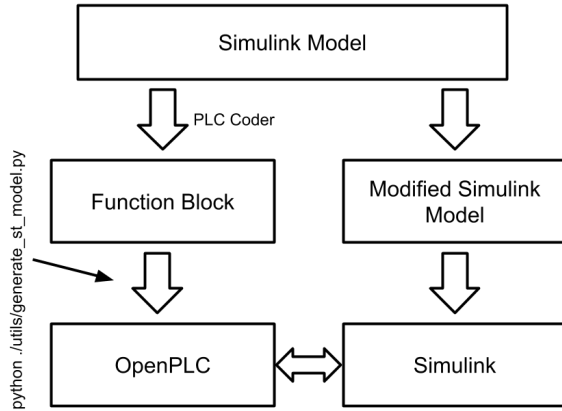 Simulink Model
PLC Coder
python ./utils/generate_st_model.py
Function Block
Modified Simulink
Model
OpenPLC
Simulink